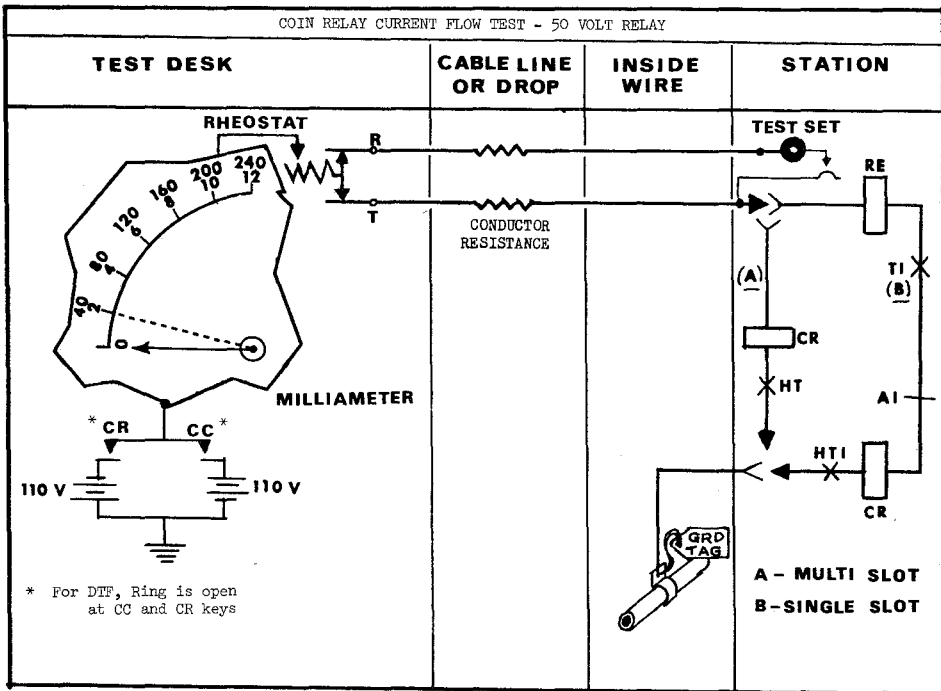 COIN RELAY CURRENT FLOW TEST - 50 VOLT RELAY
TEST DESK
CABLE LINE
OR DROP
INSIDE
WIRE
STATION
RHEOSTAT
R
T
CONDUCTOR
RESISTANCE
TEST SET
RE
240
12
200
10
160
8
120
6
80
4
40
2
0
MILLIAMETER
(A)
TI
(B)
CR
HT
AI
HTI
CR
* CR
CC *
110 V
110 V
GRD
TAG
* For DTF, Ring is open
at CC and CR keys
A - MULTI SLOT
B - SINGLE SLOT